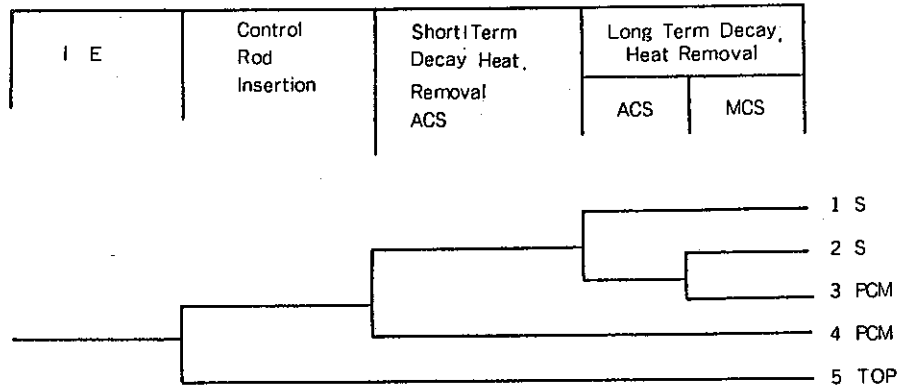 I E
Control
Rod
Insertion
Short Term
Decay Heat
Removal
ACS
Long Term Decay
Heat Removal
ACS
MCS
1 S
2 S
3 PCM
4 PCM
5 TOP